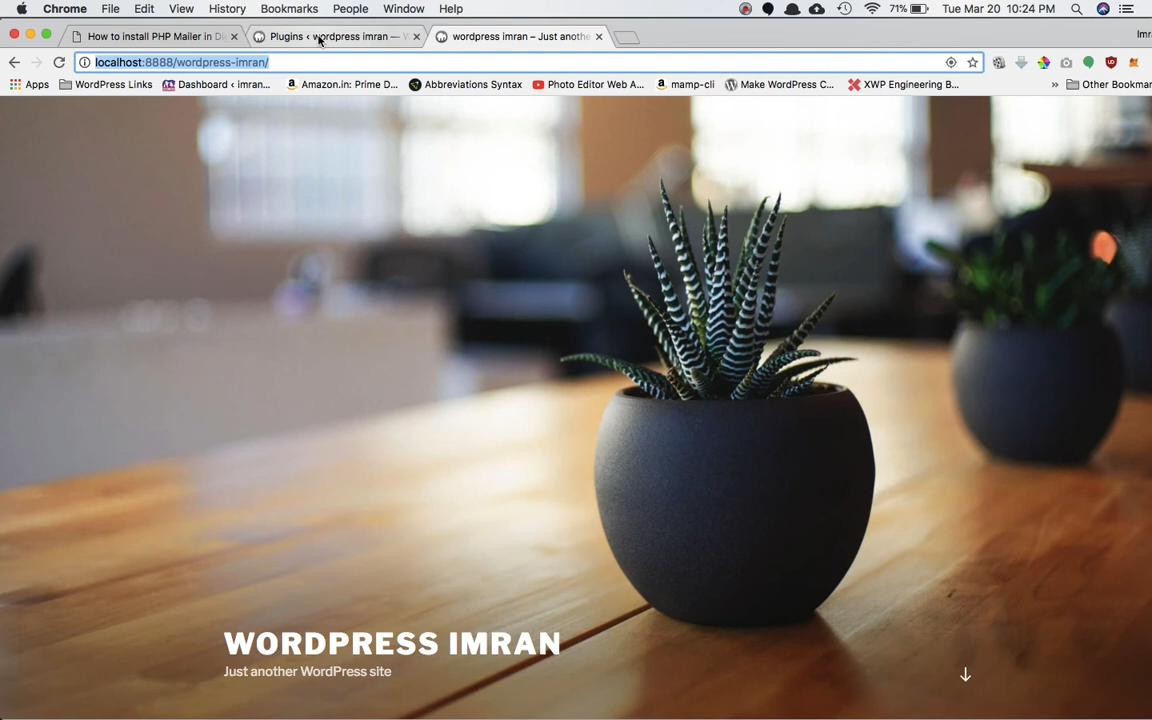 Chrome File Edit View History Bookmarks People Window Help 71% Tue Mar 20 10:24 PM
How to install PHP Mailer in Di Plugins ‹ wordpress imran — W wordpress imran – Just anothe Imr
localhost:8888/wordpress-imran/
Apps WordPress Links Dashboard ‹ imran... Amazon.in: Prime D... Abbreviations Syntax Photo Editor Web A... mamp-cli Make WordPress C... XWP Engineering B... » Other Bookmar
WORDPRESS IMRAN
Just another WordPress site